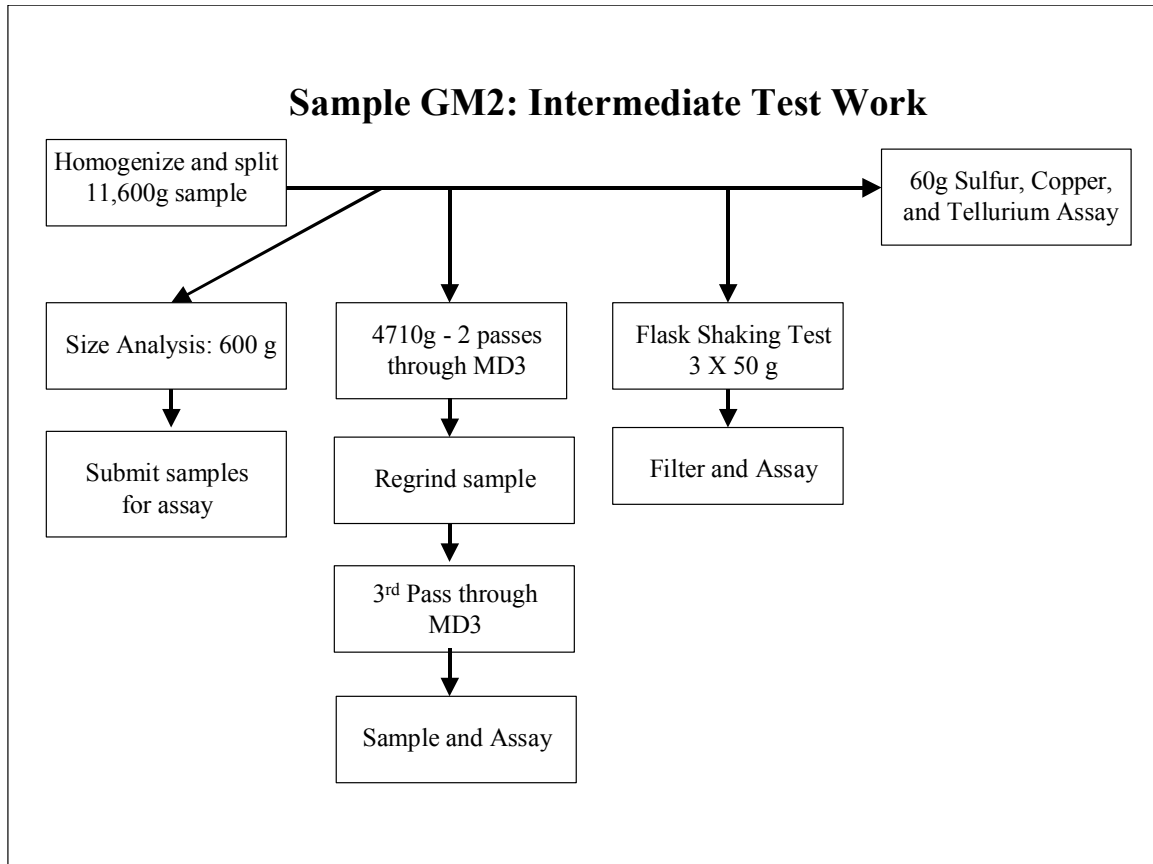 Sample GM2: Intermediate Test Work
Homogenize and split
11,600g sample
60g Sulfur, Copper,
and Tellurium Assay
Size Analysis: 600 g
Submit samples
for assay
4710g - 2 passes
through MD3
Regrind sample
3rd Pass through
MD3
Sample and Assay
Flask Shaking Test
3 X 50 g
Filter and Assay